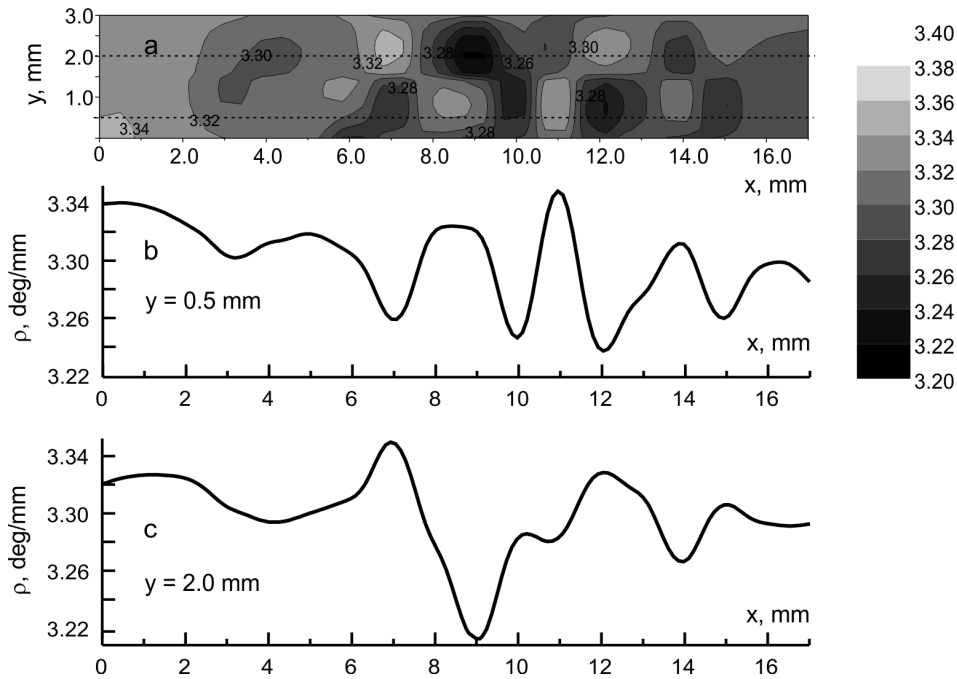 3.0
2.0
1.0
y, mm
a
3.30
3.32
3.34
3.32
3.28
3.28
3.26
3.30
3.28
3.28
0 2.0 4.0 6.0 8.0 10.0 12.0 14.0 16.0
x, mm
3.40
3.38
3.36
3.34
3.32
3.30
3.28
3.26
3.24
3.22
3.20
3.34
3.30
3.26
3.22
ρ, deg/mm
b
y = 0.5 mm
x, mm
0 2 4 6 8 10 12 14 16
3.34
3.30
3.26
3.22
ρ, deg/mm
c
y = 2.0 mm
x, mm
0 2 4 6 8 10 12 14 16